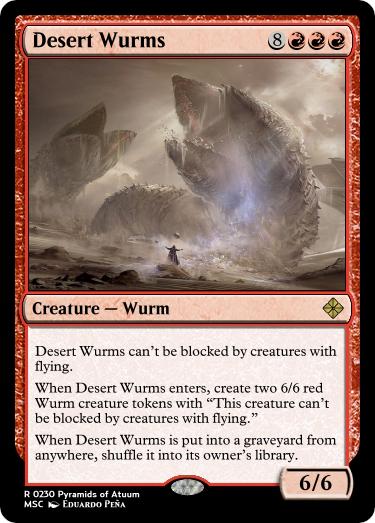 Desert Wurms 8
Creature — Wurm
Desert Wurms can't be blocked by creatures with
flying.
When Desert Wurms enters, create two 6/6 red
Wurm creature tokens with "This creature can't
be blocked by creatures with flying."
When Desert Wurms is put into a graveyard from
anywhere, shuffle it into its owner's library.
6/6
R 0230 Pyramids of Atuum
MSC Eduardo Peña